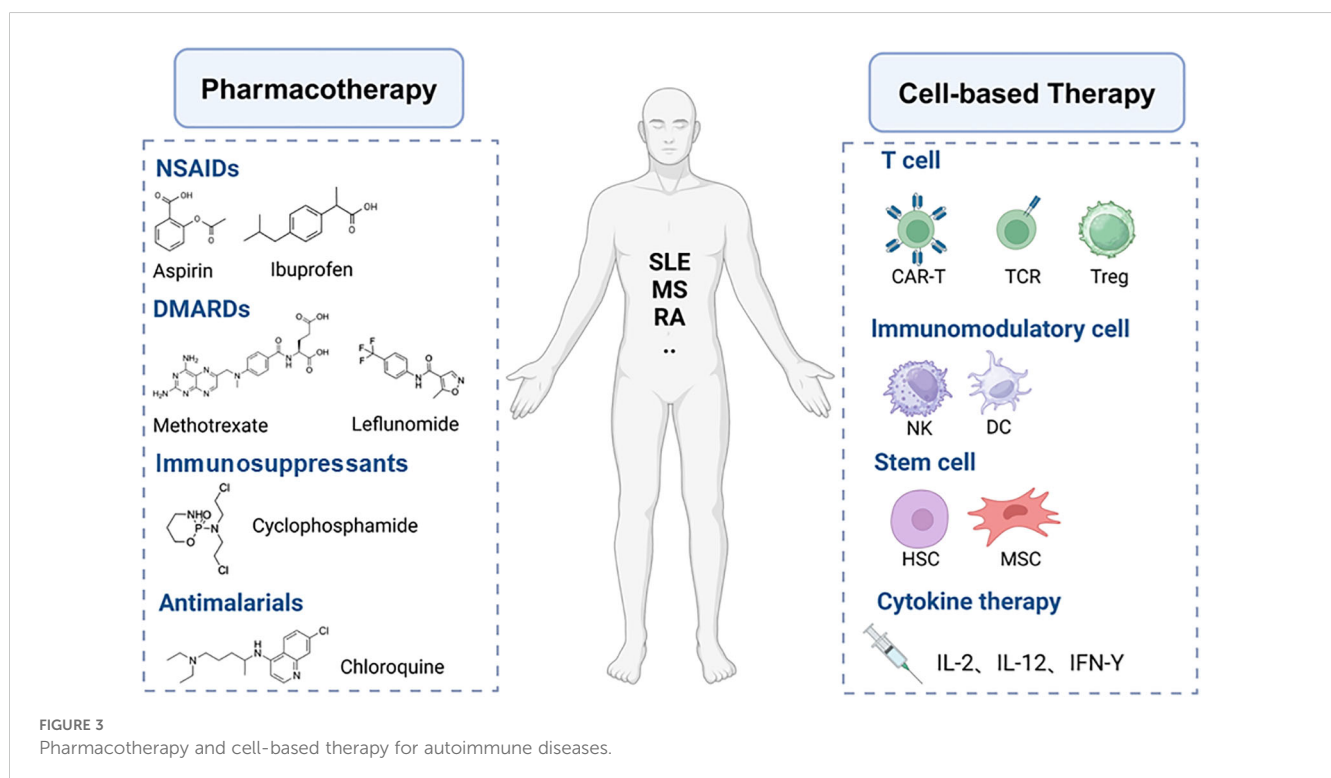 Pharmacotherapy
NSAIDs
OH
O
O
O
Aspirin
O
OH
Ibuprofen
DMARDs
O
OH
OH
O
O
N
H
NH₂
N
N
N
N
H₂N
N
Methotrexate
F
F
F
O
N
H
N
O
Leflunomide
Immunosuppressants
Cl
NHO
P
N
O
Cl
Cyclophosphamide
Antimalarials
Cl
H
N
N
N
Chloroquine
SLE
MS
RA
..
Cell-based Therapy
T cell
CAR-T TCR Treg
Immunomodulatory cell
NK DC
Stem cell
HSC MSC
Cytokine therapy
IL-2、IL-12、IFN-Y
FIGURE 3
Pharmacotherapy and cell-based therapy for autoimmune diseases.